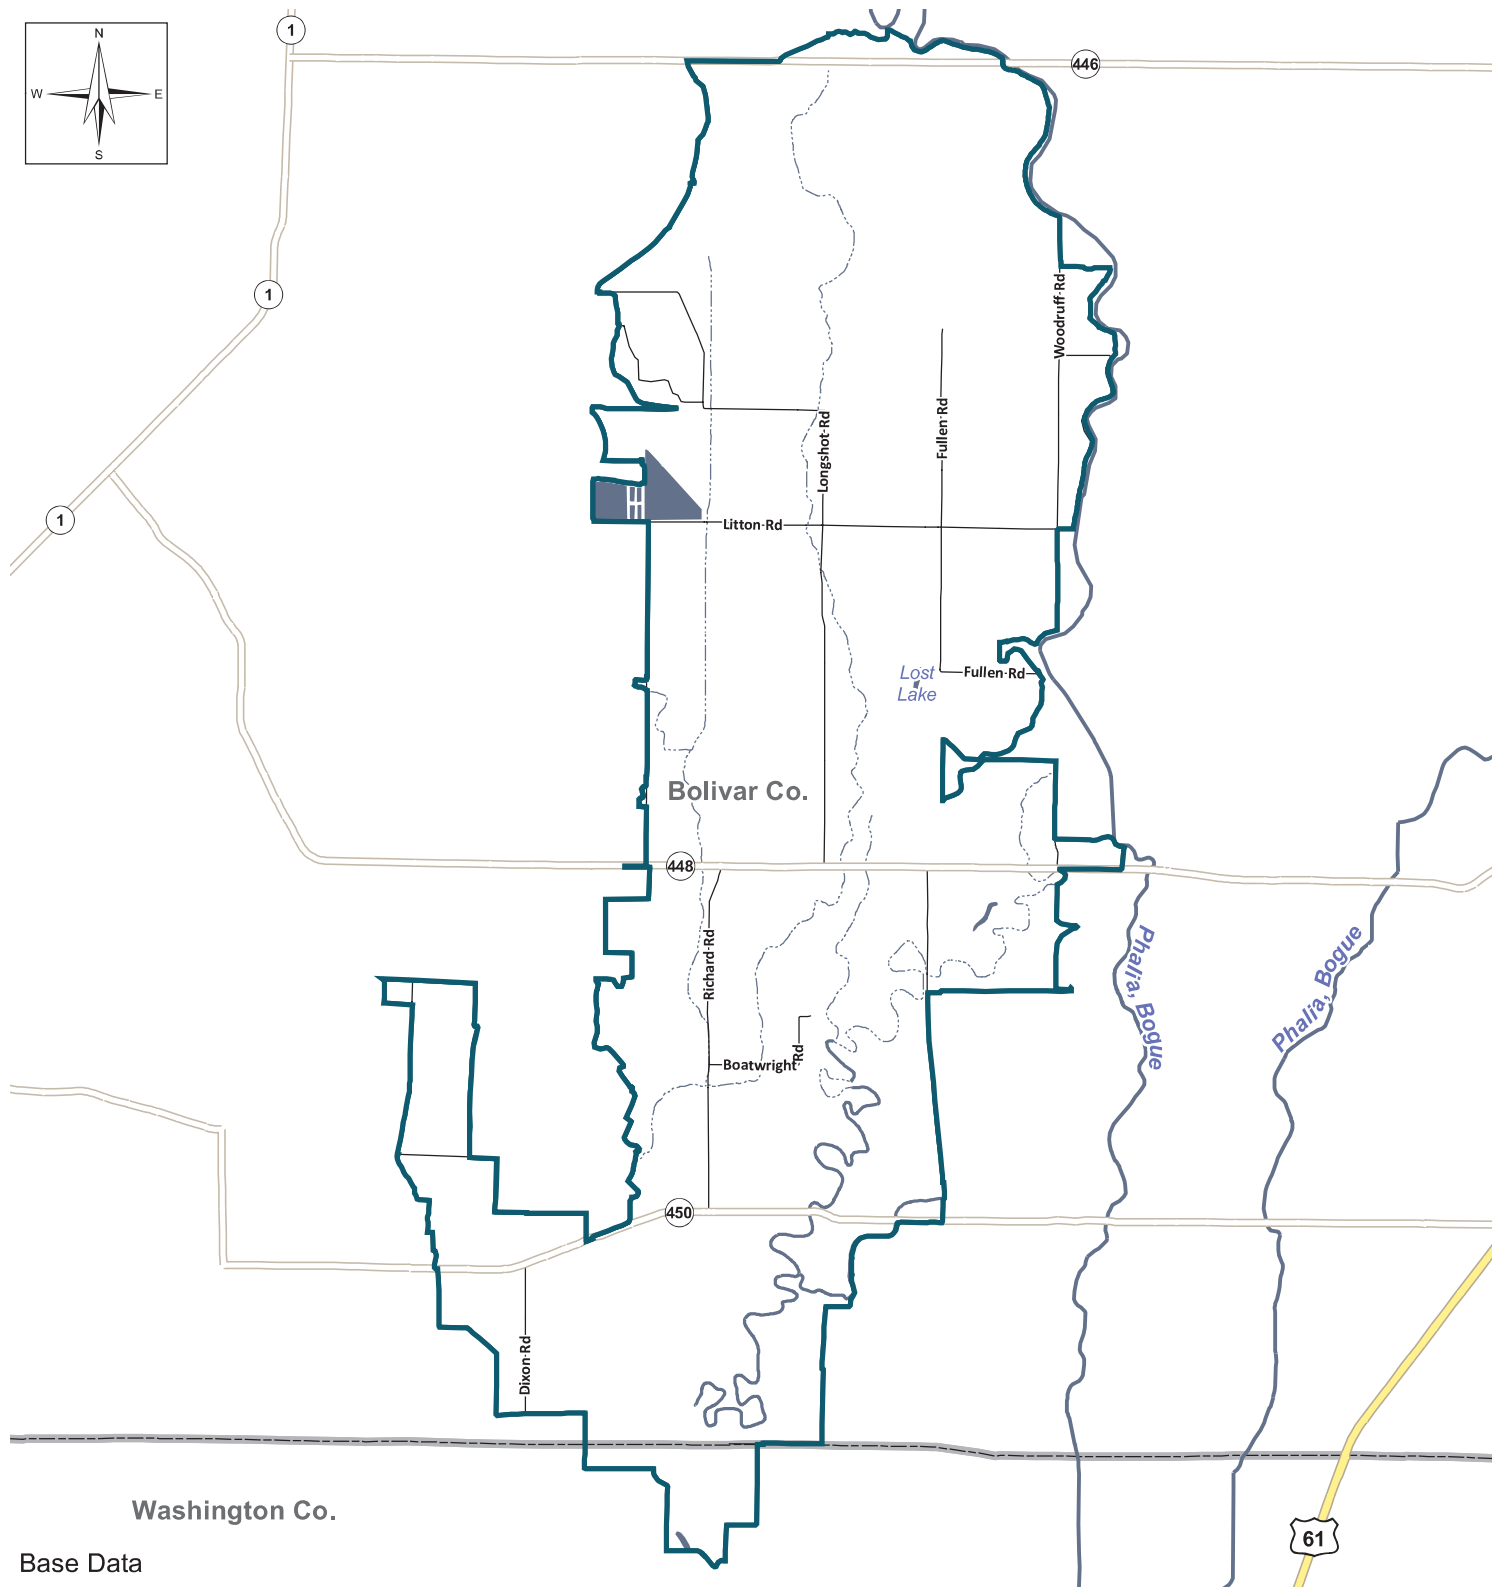 1
N
446
W
E
S
1
Woodruff Rd
Fullen Rd
Longshot Rd
1
Litton Rd
Lost
Lake
Fullen Rd
Bolivar Co.
448
Phalia, Bogue
Phalia, Bogue
Richard Rd
Boatwright Rd
450
Dixon Rd
Washington Co.
61
Base Data